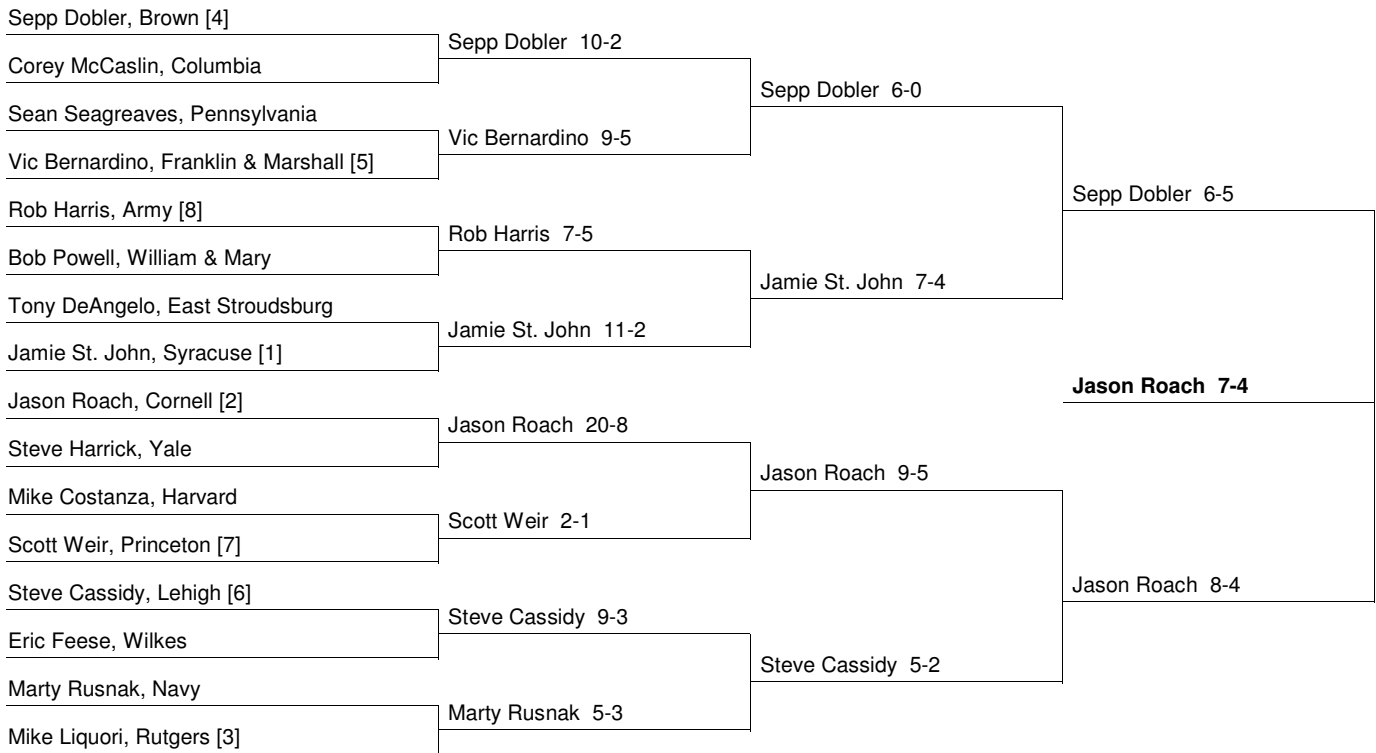 Sepp Dobler, Brown [4]
Sepp Dobler 10-2
Corey McCaslin, Columbia
Sepp Dobler 6-0
Sean Seagreaves, Pennsylvania
Vic Bernardino 9-5
Vic Bernardino, Franklin & Marshall [5]
Sepp Dobler 6-5
Rob Harris, Army [8]
Rob Harris 7-5
Bob Powell, William & Mary
Jamie St. John 7-4
Tony DeAngelo, East Stroudsburg
Jamie St. John 11-2
Jamie St. John, Syracuse [1]
Jason Roach 7-4
Jason Roach, Cornell [2]
Jason Roach 20-8
Steve Harrick, Yale
Jason Roach 9-5
Mike Costanza, Harvard
Scott Weir 2-1
Scott Weir, Princeton [7]
Jason Roach 8-4
Steve Cassidy, Lehigh [6]
Steve Cassidy 9-3
Eric Feese, Wilkes
Steve Cassidy 5-2
Marty Rusnak, Navy
Marty Rusnak 5-3
Mike Liquori, Rutgers [3]